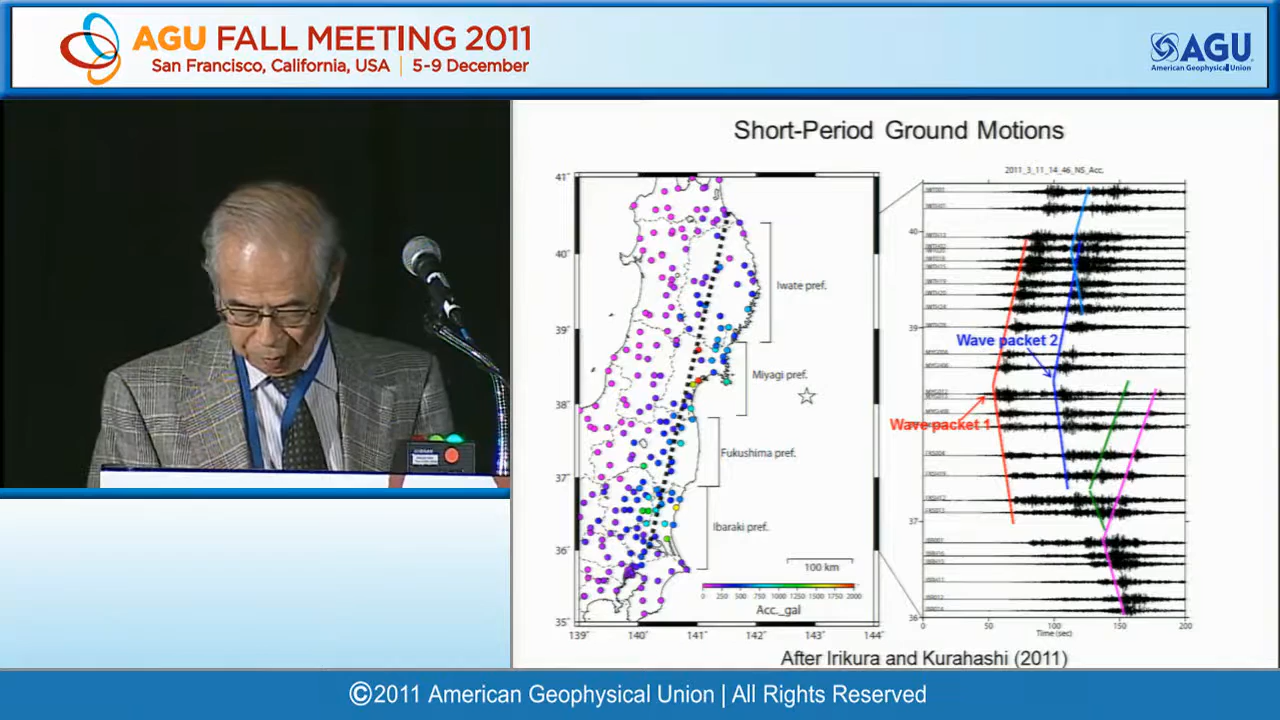 AGU FALL MEETING 2011
San Francisco, California, USA | 5-9 December
AGU
American Geophysical Union
Short-Period Ground Motions
2011_3_11_14_46_NS_Acc.
41°
40°
39°
38°
37°
36°
35°
139°
140°
141°
142°
143°
144°
Iwate pref.
Miyagi pref.
Fukushima pref.
Ibaraki pref.
100 km
0 250 500 750 1000 1250 1500 1750 2000
Acc._gal
40
39
37
36
Wave packet 2
Wave packet 1
0 50 100 150 200
Time (sec)
After Irikura and Kurahashi (2011)
©2011 American Geophysical Union | All Rights Reserved